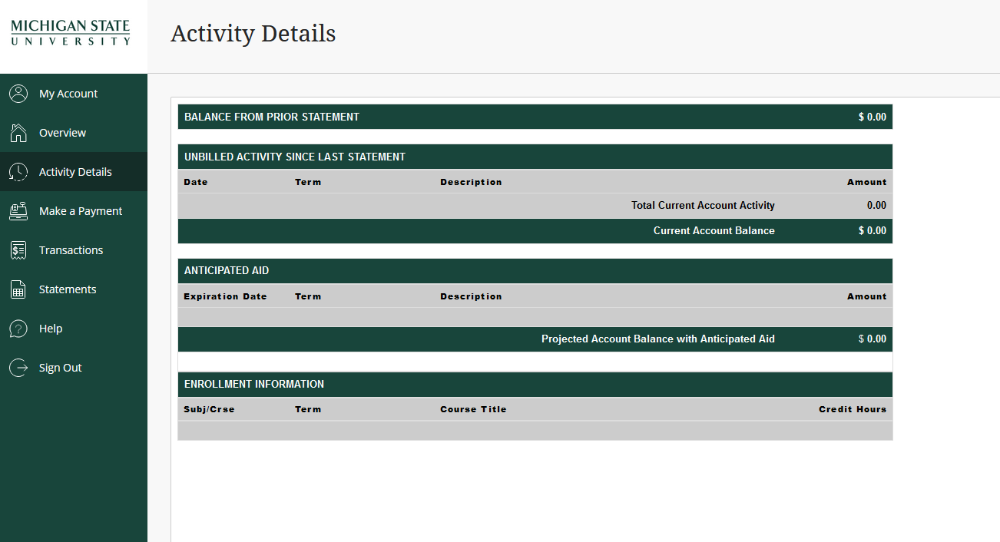 MICHIGAN STATE
UNIVERSITY
Activity Details
My Account
Overview
Activity Details
Make a Payment
Transactions
Statements
Help
Sign Out
BALANCE FROM PRIOR STATEMENT $ 0.00
UNBILLED ACTIVITY SINCE LAST STATEMENT
Date Term Description Amount
Total Current Account Activity 0.00
Current Account Balance $ 0.00
ANTICIPATED AID
Expiration Date Term Description Amount
Projected Account Balance with Anticipated Aid $ 0.00
ENROLLMENT INFORMATION
Subj/Crse Term Course Title Credit Hours